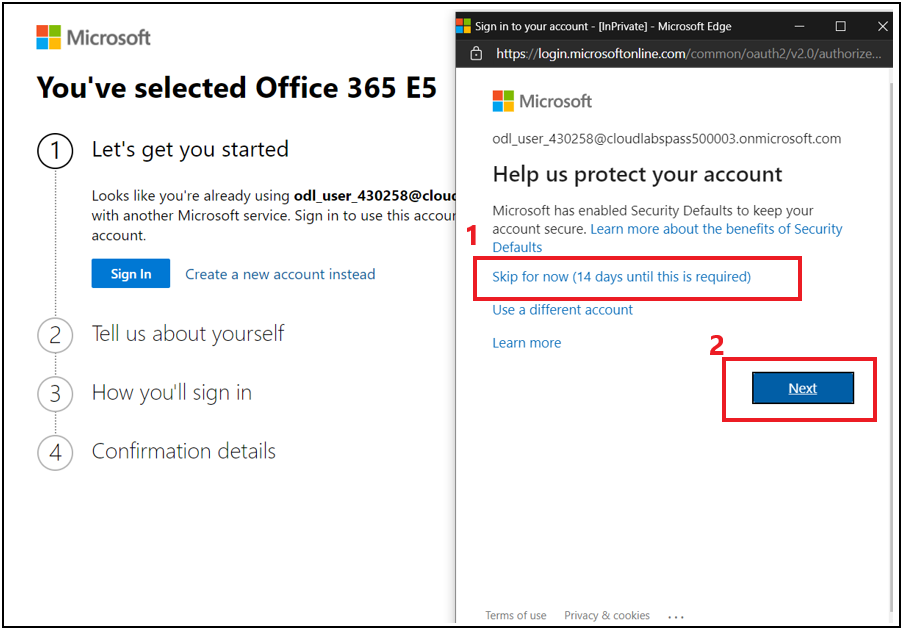 Microsoft
You've selected Office 365 E5
1
Let's get you started
Looks like you're already using odl_user_430258@clou
with another Microsoft service. Sign in to use this accou
account.
Sign In
Create a new account instead
2
Tell us about yourself
3
How you'll sign in
4
Confirmation details
Sign in to your account - [InPrivate] - Microsoft Edge
https://login.microsoftonline.com/common/oauth2/v2.0/authorize...
Microsoft
odl_user_430258@cloudlabspass500003.onmicrosoft.com
Help us protect your account
Microsoft has enabled Security Defaults to keep your
account secure. Learn more about the benefits of Security
Defaults
1
Skip for now (14 days until this is required)
Use a different account
Learn more
2
Next
Terms of use Privacy & cookies ...